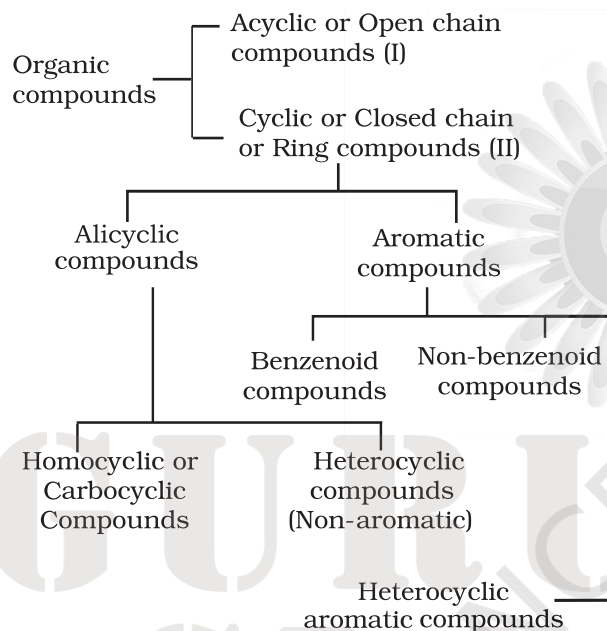 Acyclic or Open chain
compounds (I)
Organic
compounds
Cyclic or Closed chain
or Ring compounds (II)
Alicyclic
compounds
Aromatic
compounds
Benzenoid
compounds
Non-benzenoid
compounds
Homocyclic or
Carbocyclic
Compounds
Heterocyclic
compounds
(Non-aromatic)
Heterocyclic
aromatic compounds